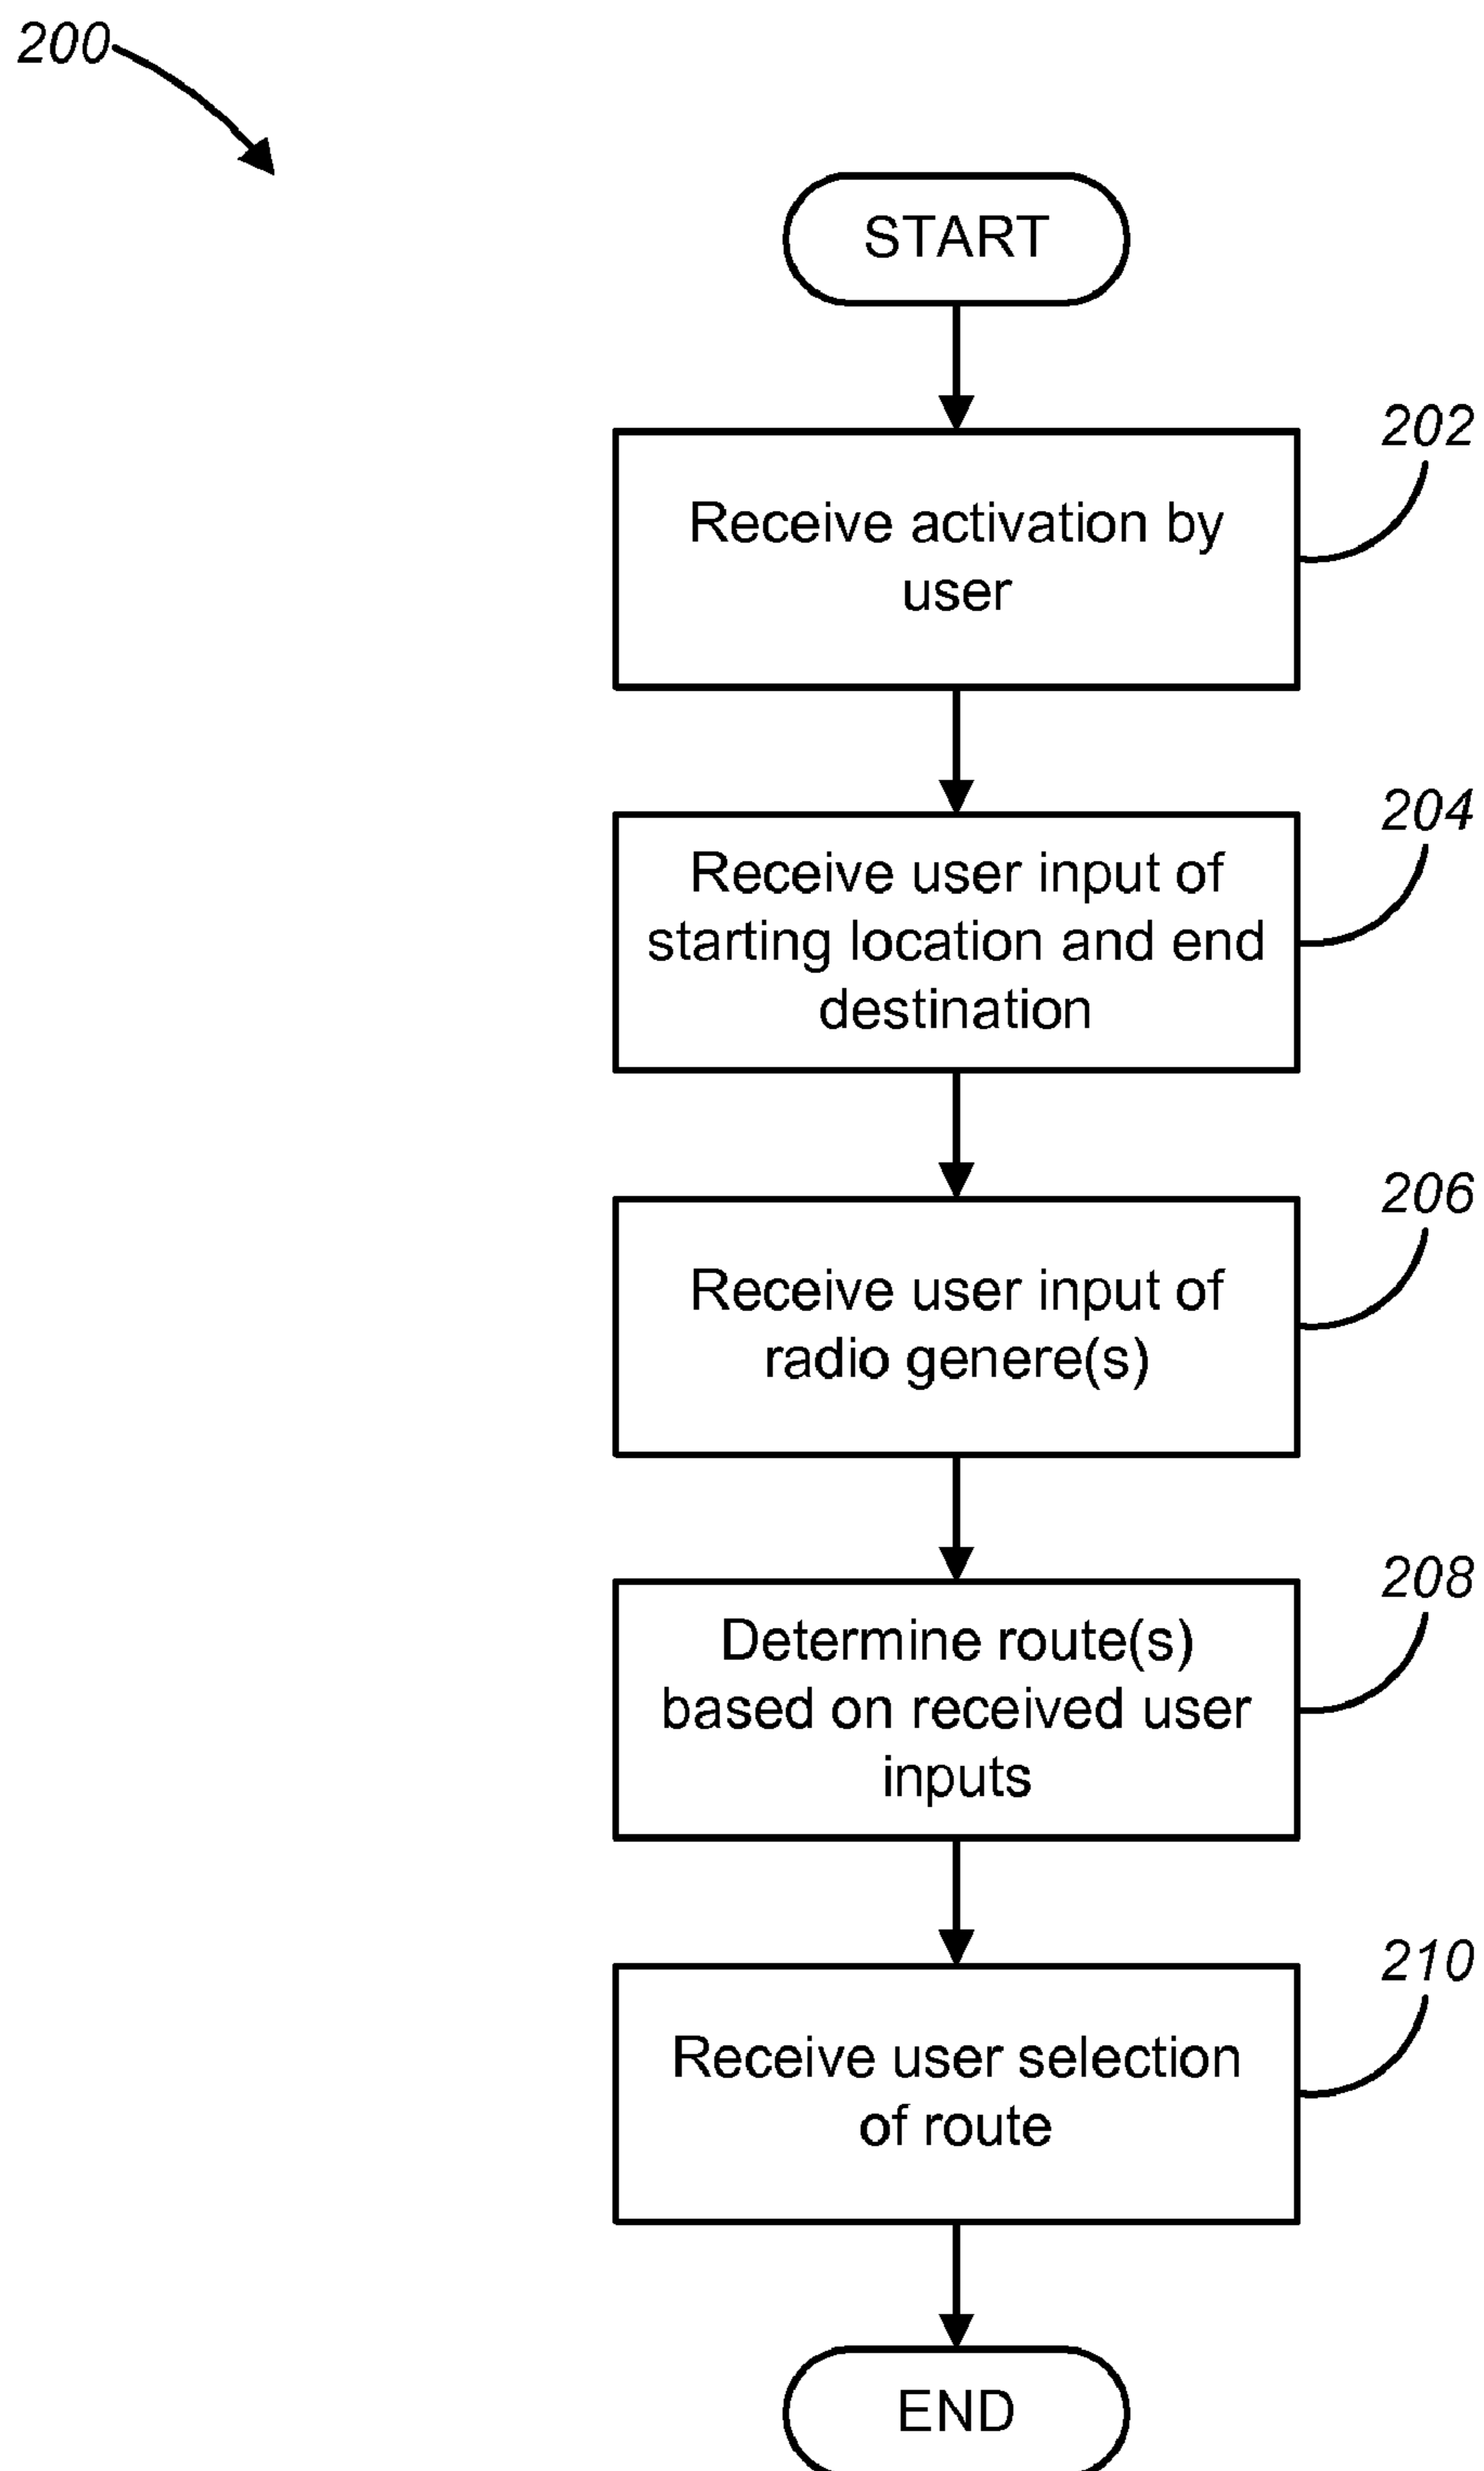 200
START
202
Receive activation by
user
204
Receive user input of
starting location and end
destination
206
Receive user input of
radio genere(s)
208
Determine route(s)
based on received user
inputs
210
Receive user selection
of route
END